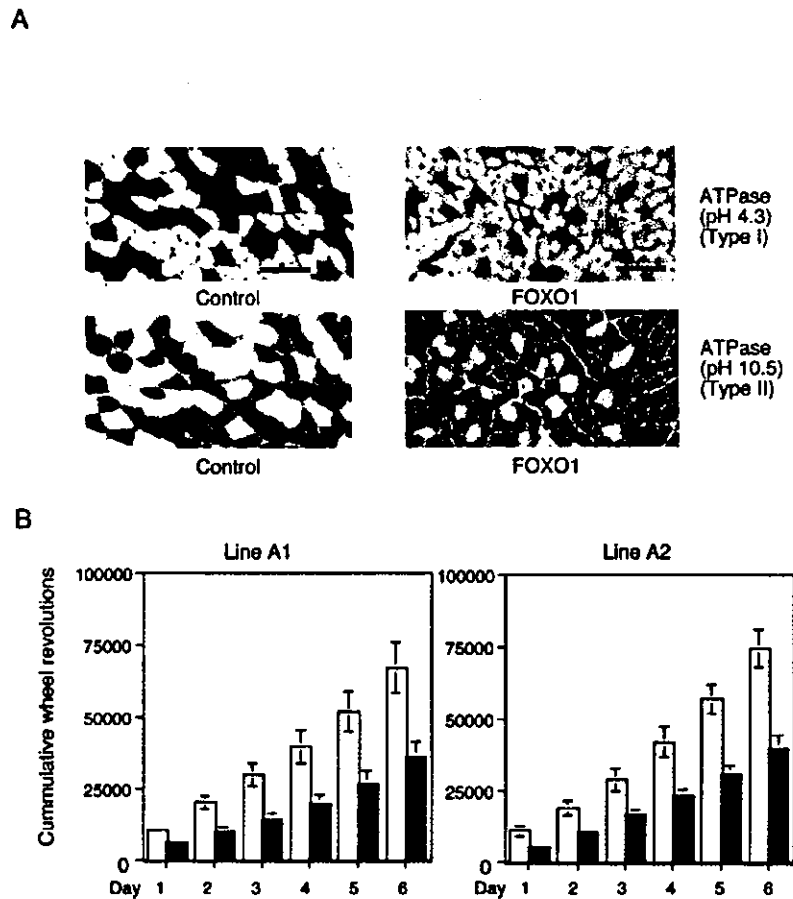 A
ATPase
(pH 4.3)
(Type I)
Control
FOXO1
ATPase
(pH 10.5)
(Type II)
Control
FOXO1
B
Line A1
Line A2
Cummulative wheel revolutions
100000
75000
50000
25000
0
Day 1 2 3 4 5 6
100000
75000
50000
25000
0
Day 1 2 3 4 5 6